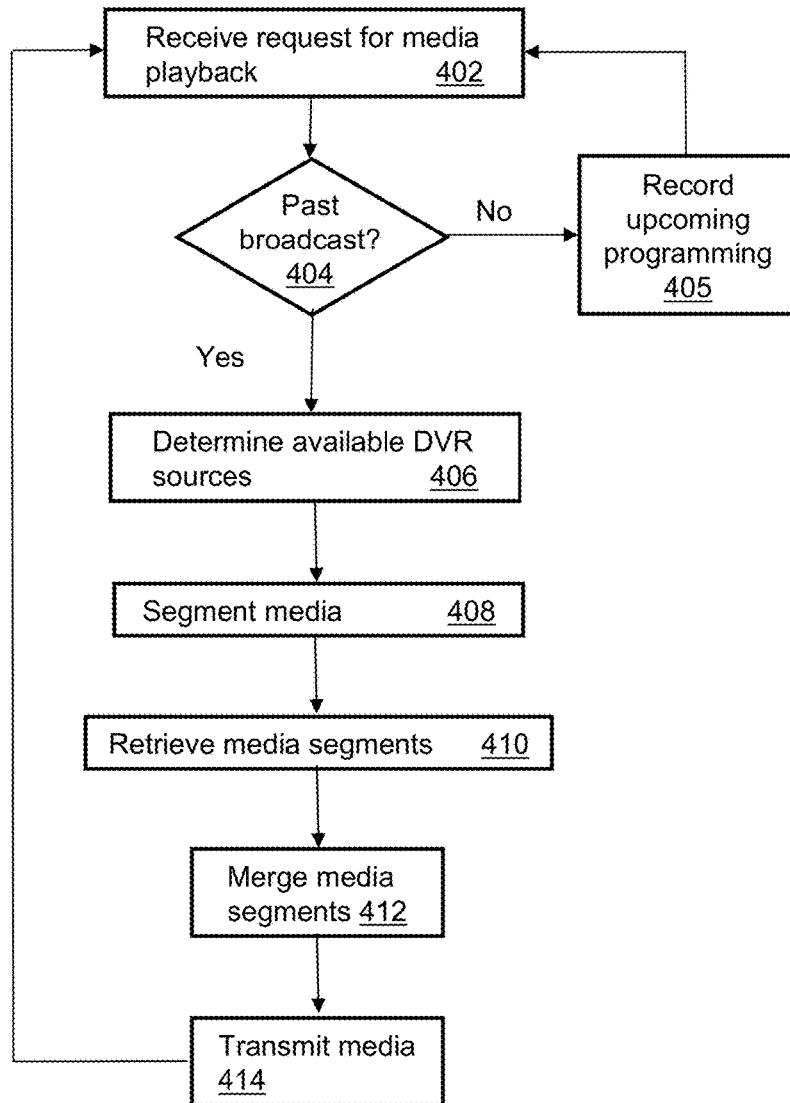 Receive request for media
playback 402
Past
broadcast?
404
No
Record
upcoming
programming
405
Yes
Determine available DVR
sources 406
Segment media 408
Retrieve media segments 410
Merge media
segments 412
Transmit media
414